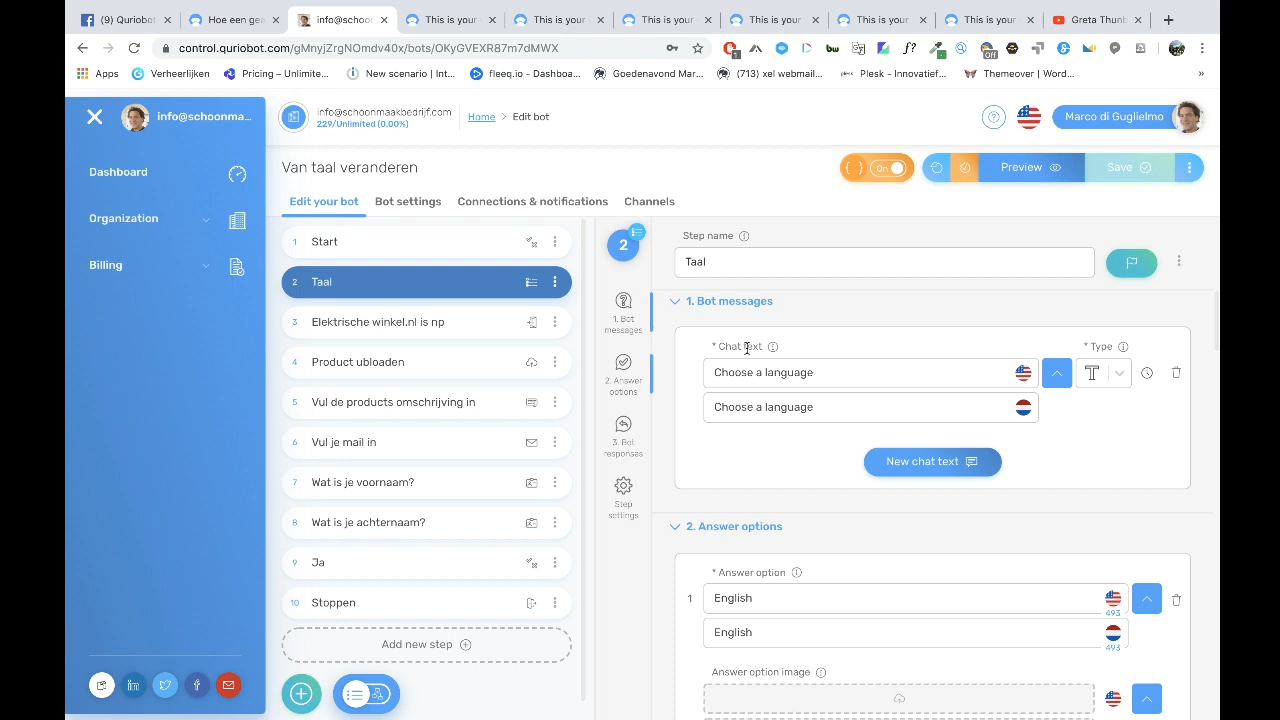 (9) Quriobot
Hoe een gea
info@schoon
This is your
This is your
This is your
This is your
This is your
This is your
Greta Thunb
control.quriobot.com/gMnyjZrgNOmdv40x/bots/OKyGVEXR87m7dMWX
Apps
Vergelijken
Pricing – Unlimite...
New scenario | Int...
fleeq.io - Dashboa...
Goedenavond Mar...
(713) xel webmail...
Plesk - Innovatief...
Themeover | Word...
»
info@schoonma...
info@schoonmaakbedrijf.com
229/Unlimited (0.00%)
Home
Edit bot
Marco di Guglielmo
Dashboard
Organization
Billing
Van taal veranderen
{ } On
Preview
Save
Edit your bot
Bot settings
Connections & notifications
Channels
1 Start
2 Taal
3 Elektrische winkel.nl is np
4 Product ubloaden
5 Vul de products omschrijving in
6 Vul je mail in
7 Wat is je voornaam?
8 Wat is je achternaam?
9 Ja
10 Stoppen
Add new step
2
1. Bot
messages
2. Answer
options
3. Bot
responses
Step
settings
Step name
Taal
1. Bot messages
* Chat text
* Type
Choose a language
Choose a language
New chat text
2. Answer options
* Answer option
1 English
493
English
493
Answer option image